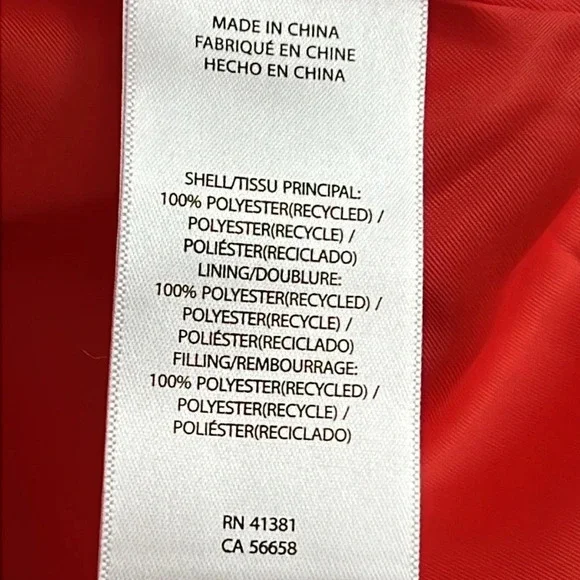 MADE IN CHINA
FABRIQUÉ EN CHINE
HECHO EN CHINA
SHELL/TISSU PRINCIPAL:
100% POLYESTER(RECYCLED) /
POLYESTER(RECYCLE) /
POLIÉSTER(RECICLADO)
LINING/DOUBLURE:
100% POLYESTER(RECYCLED) /
POLYESTER(RECYCLE) /
POLIÉSTER(RECICLADO)
FILLING/REMBOURRAGE:
100% POLYESTER(RECYCLED) /
POLYESTER(RECYCLE) /
POLIÉSTER(RECICLADO)
RN 41381
CA 56658